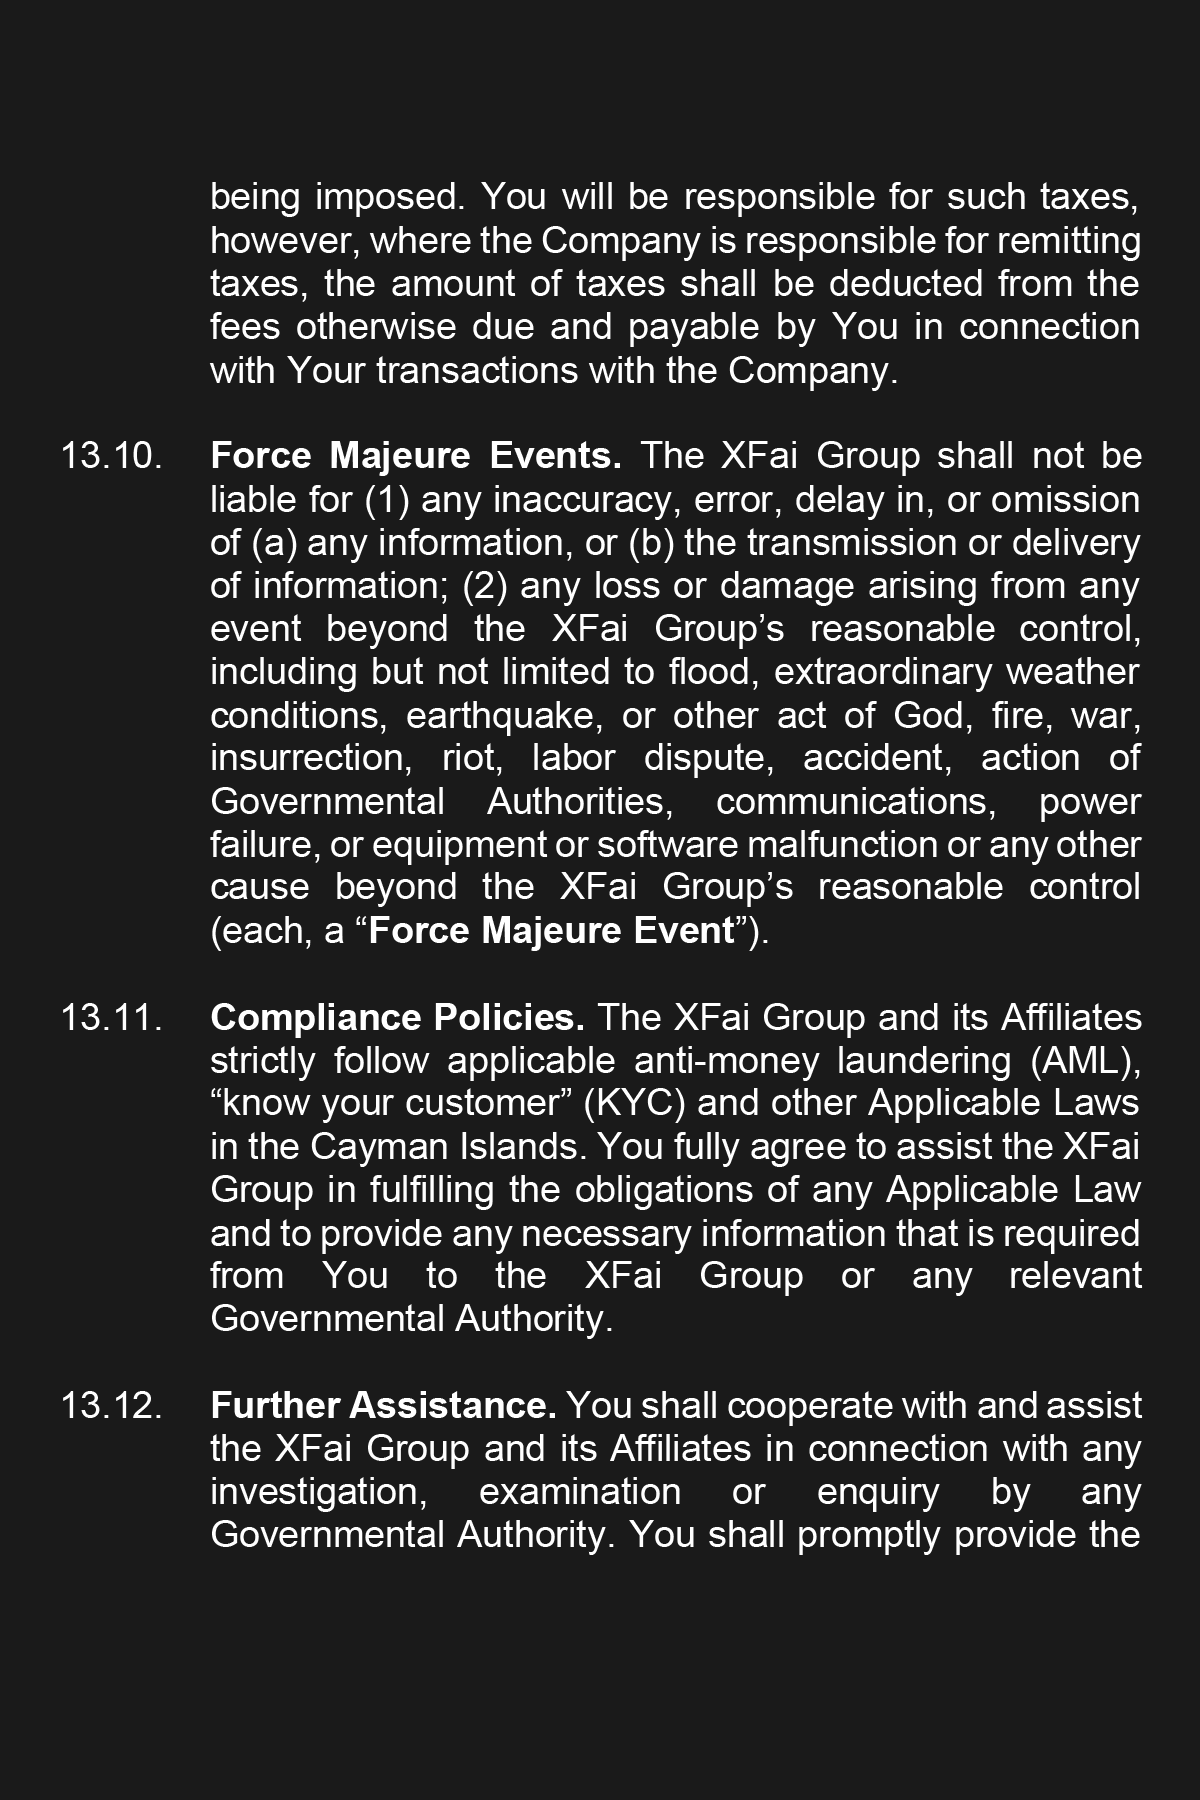 being imposed. You will be responsible for such taxes,
however, where the Company is responsible for remitting
taxes, the amount of taxes shall be deducted from the
fees otherwise due and payable by You in connection
with Your transactions with the Company.
13.10. Force Majeure Events. The XFai Group shall not be
liable for (1) any inaccuracy, error, delay in, or omission
of (a) any information, or (b) the transmission or delivery
of information; (2) any loss or damage arising from any
event beyond the XFai Group’s reasonable control,
including but not limited to flood, extraordinary weather
conditions, earthquake, or other act of God, fire, war,
insurrection, riot, labor dispute, accident, action of
Governmental Authorities, communications, power
failure, or equipment or software malfunction or any other
cause beyond the XFai Group’s reasonable control
(each, a “Force Majeure Event”).
13.11. Compliance Policies. The XFai Group and its Affiliates
strictly follow applicable anti-money laundering (AML),
“know your customer” (KYC) and other Applicable Laws
in the Cayman Islands. You fully agree to assist the XFai
Group in fulfilling the obligations of any Applicable Law
and to provide any necessary information that is required
from You to the XFai Group or any relevant
Governmental Authority.
13.12. Further Assistance. You shall cooperate with and assist
the XFai Group and its Affiliates in connection with any
investigation, examination or enquiry by any
Governmental Authority. You shall promptly provide the